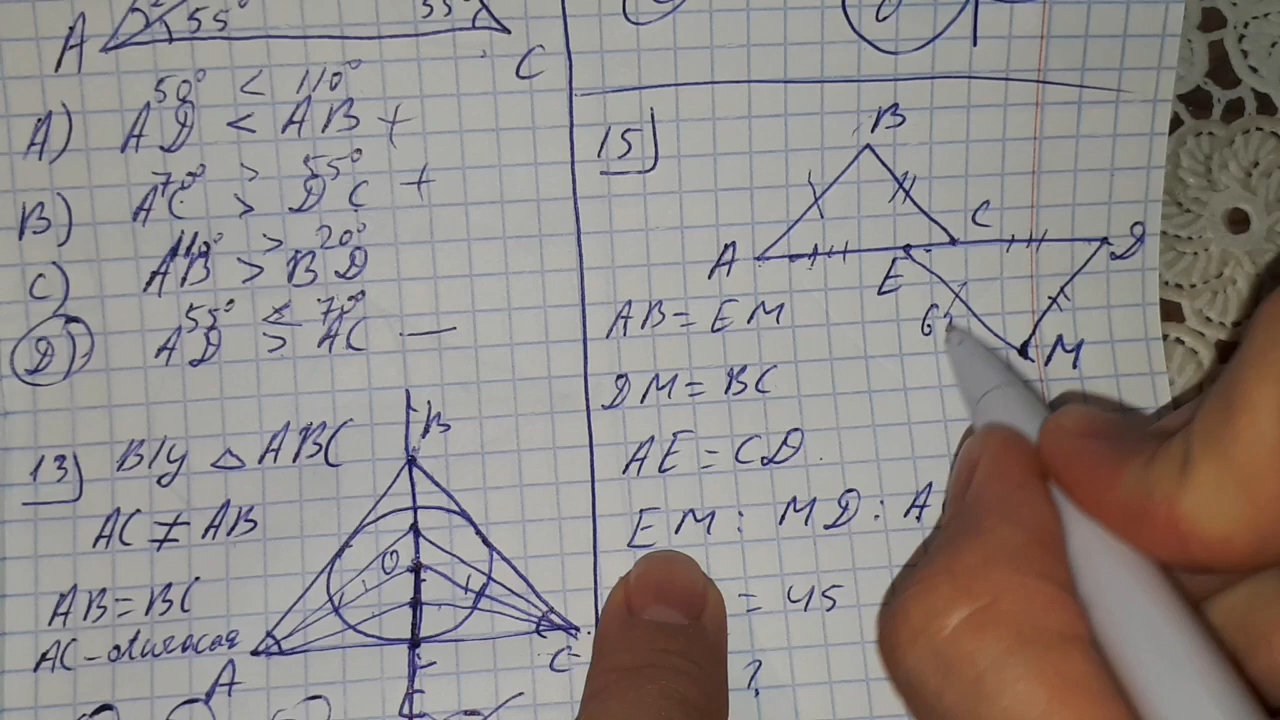 A 55° 55° C
50° < 110°
A) AD < AB +
70° > 55°
B) AC > DC +
110° > 20°
C) AB > BD
55° 70°
D) AD > AC —
13) B/y △ ABC
AC ≠ AB
AB = BC
AC-
B
O
A
C
15)
B
A
E
C
D
M
AB = EM
DM = BC
AE = CD.
EM : MD : A
= 45
?